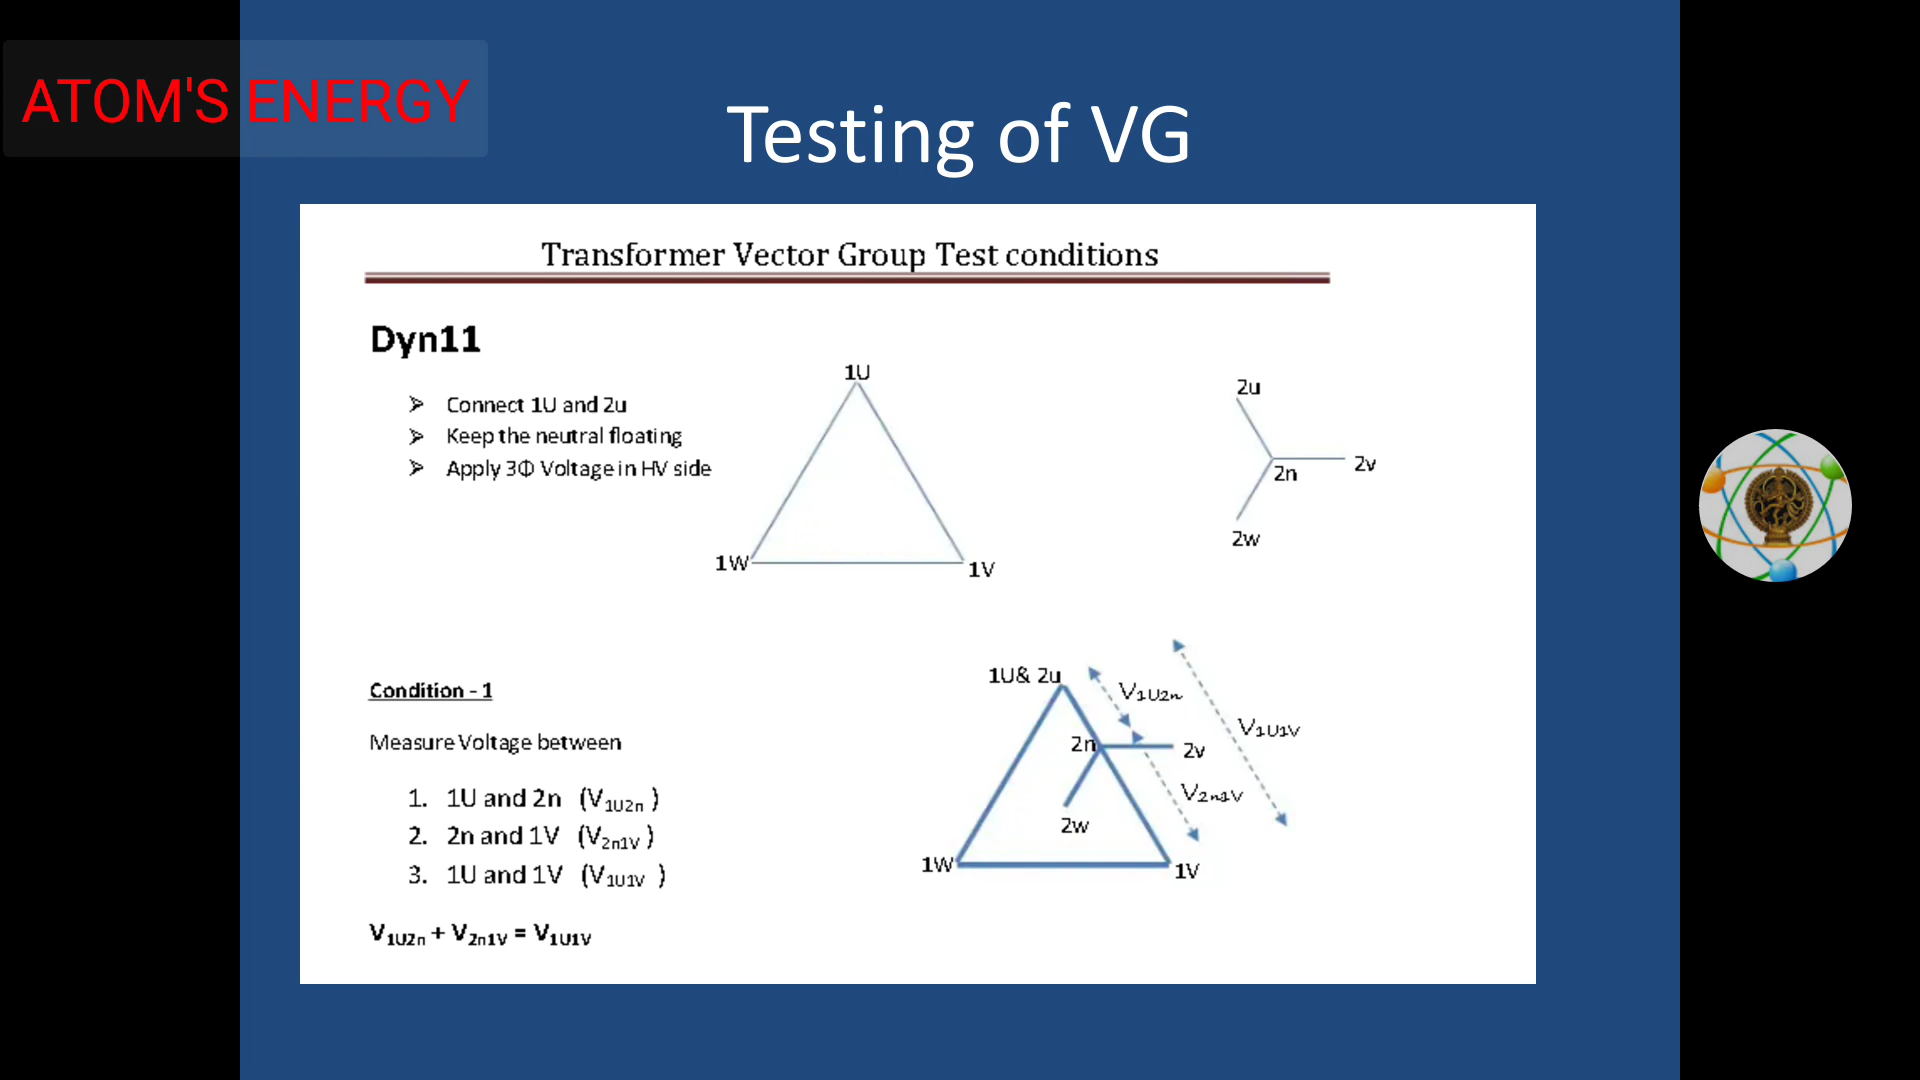 ATOM'S ENERGY
Testing of VG
Transformer Vector Group Test conditions
Dyn11
➢ Connect 1U and 2u
➢ Keep the neutral floating
➢ Apply 3Φ Voltage in HV side
1U
1W
1V
2u
2n
2v
2w
Condition - 1
Measure Voltage between
1. 1U and 2n (V1U2n )
2. 2n and 1V (V2n1V )
3. 1U and 1V (V1U1V )
V1U2n + V2n1V = V1U1V
1U& 2u
V1U2n
V1U1V
2n
2v
V2n1V
2w
1W
1V